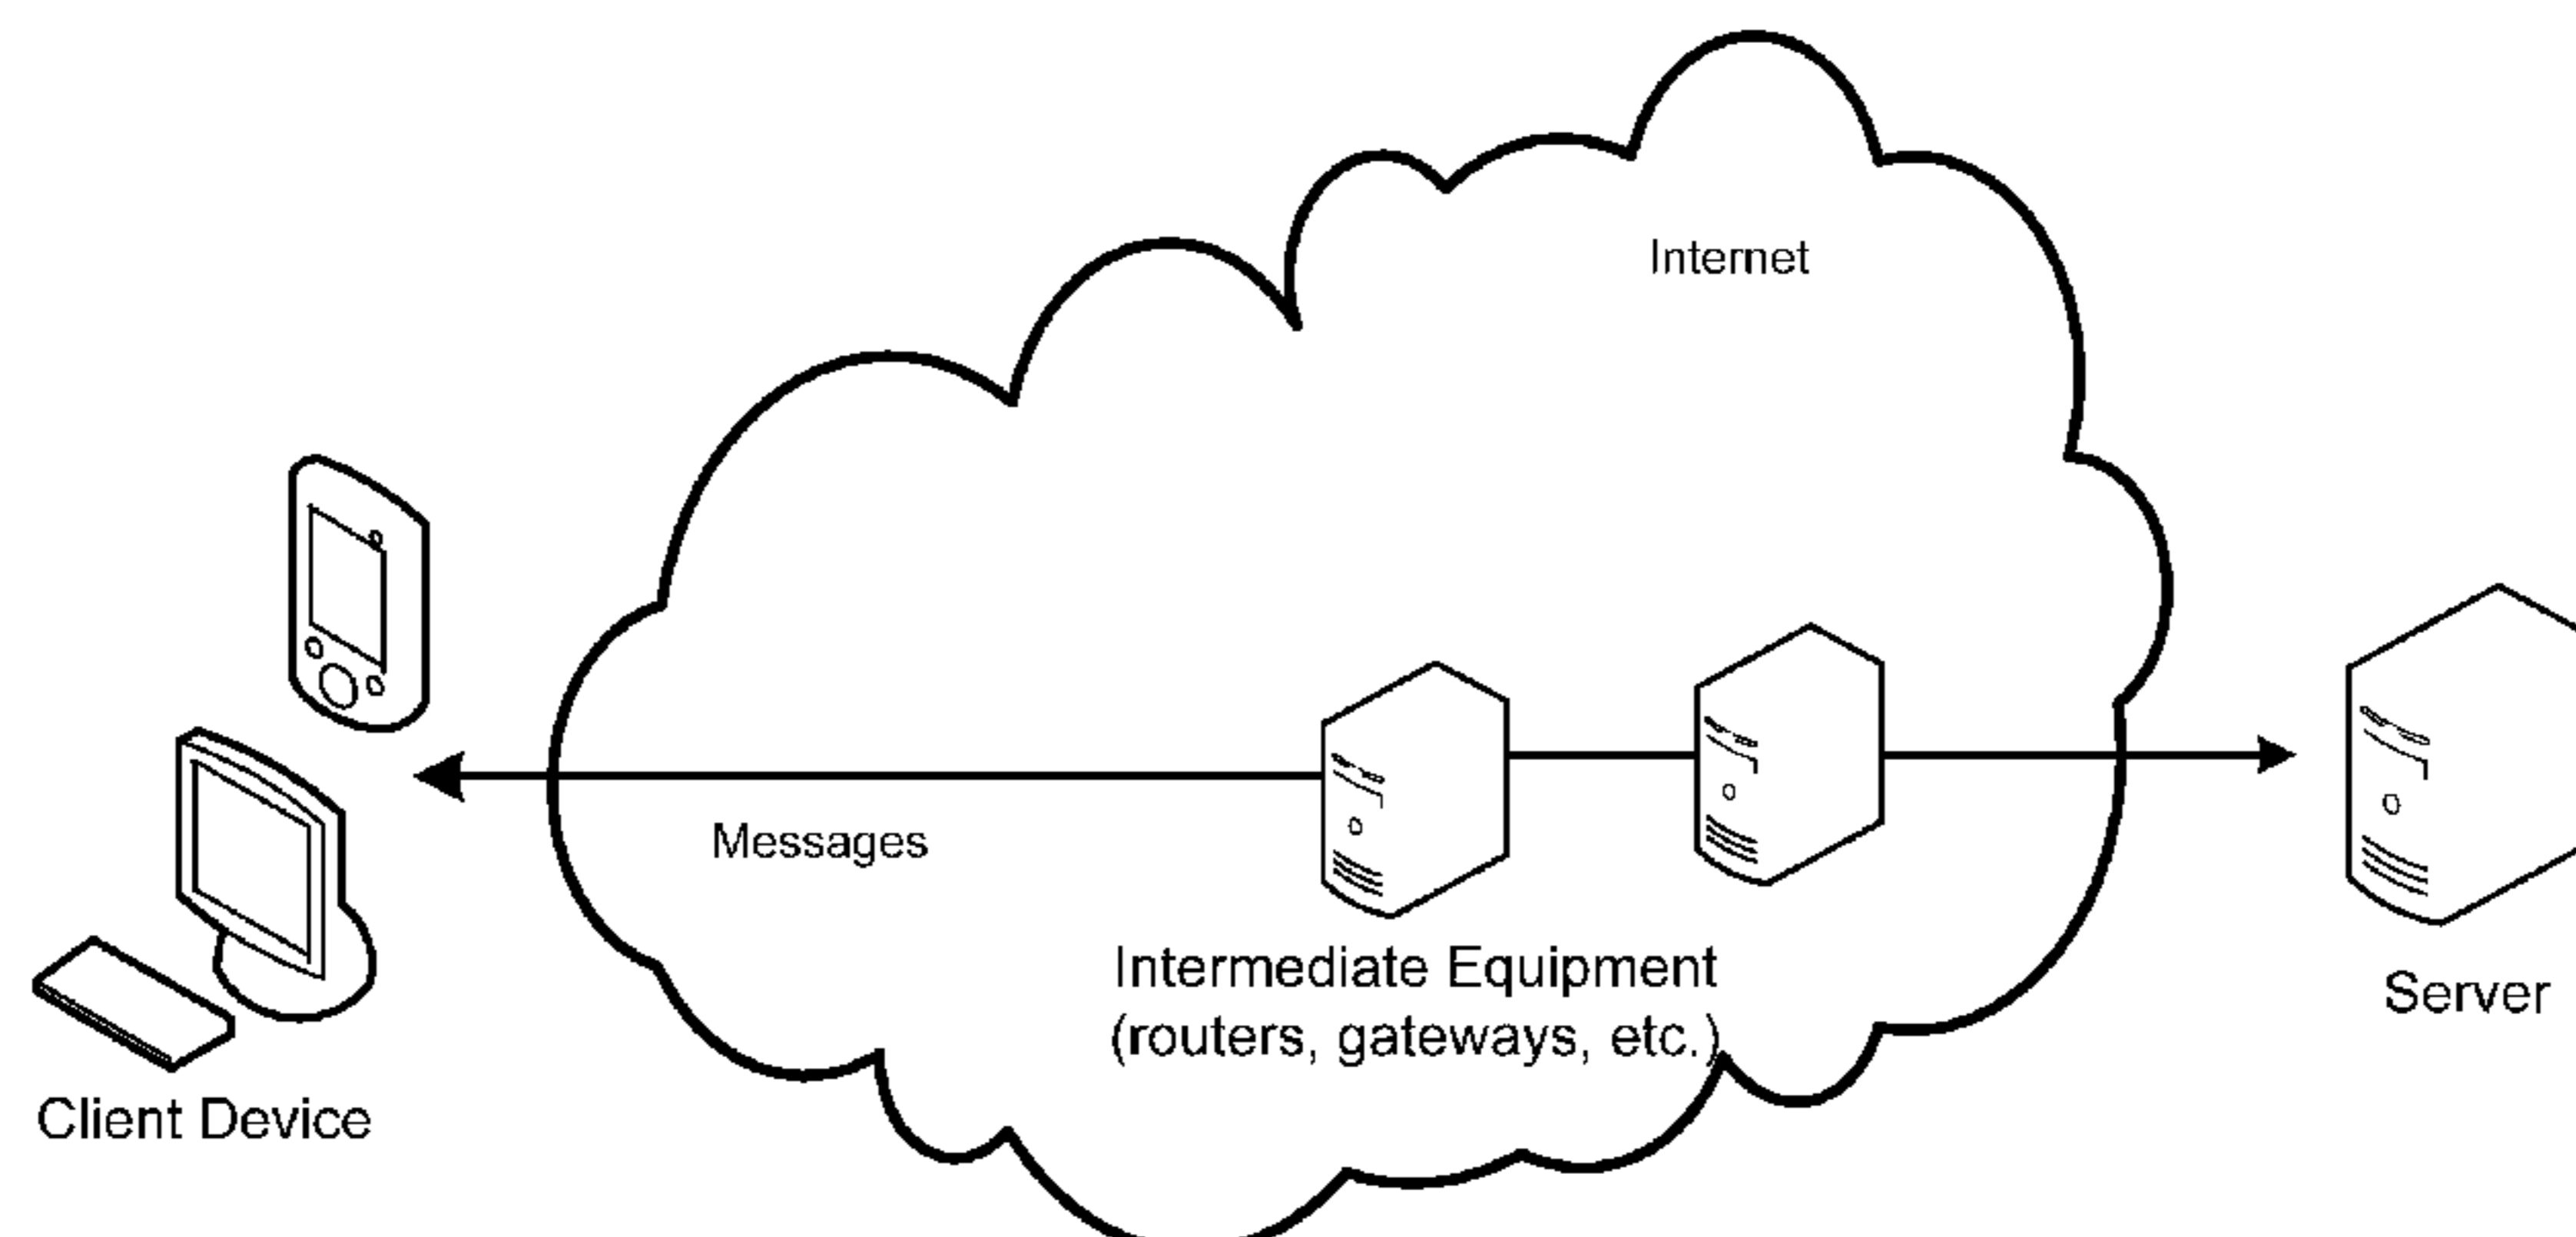 Internet
Messages
Intermediate Equipment
(routers, gateways, etc.)
Server
Client Device